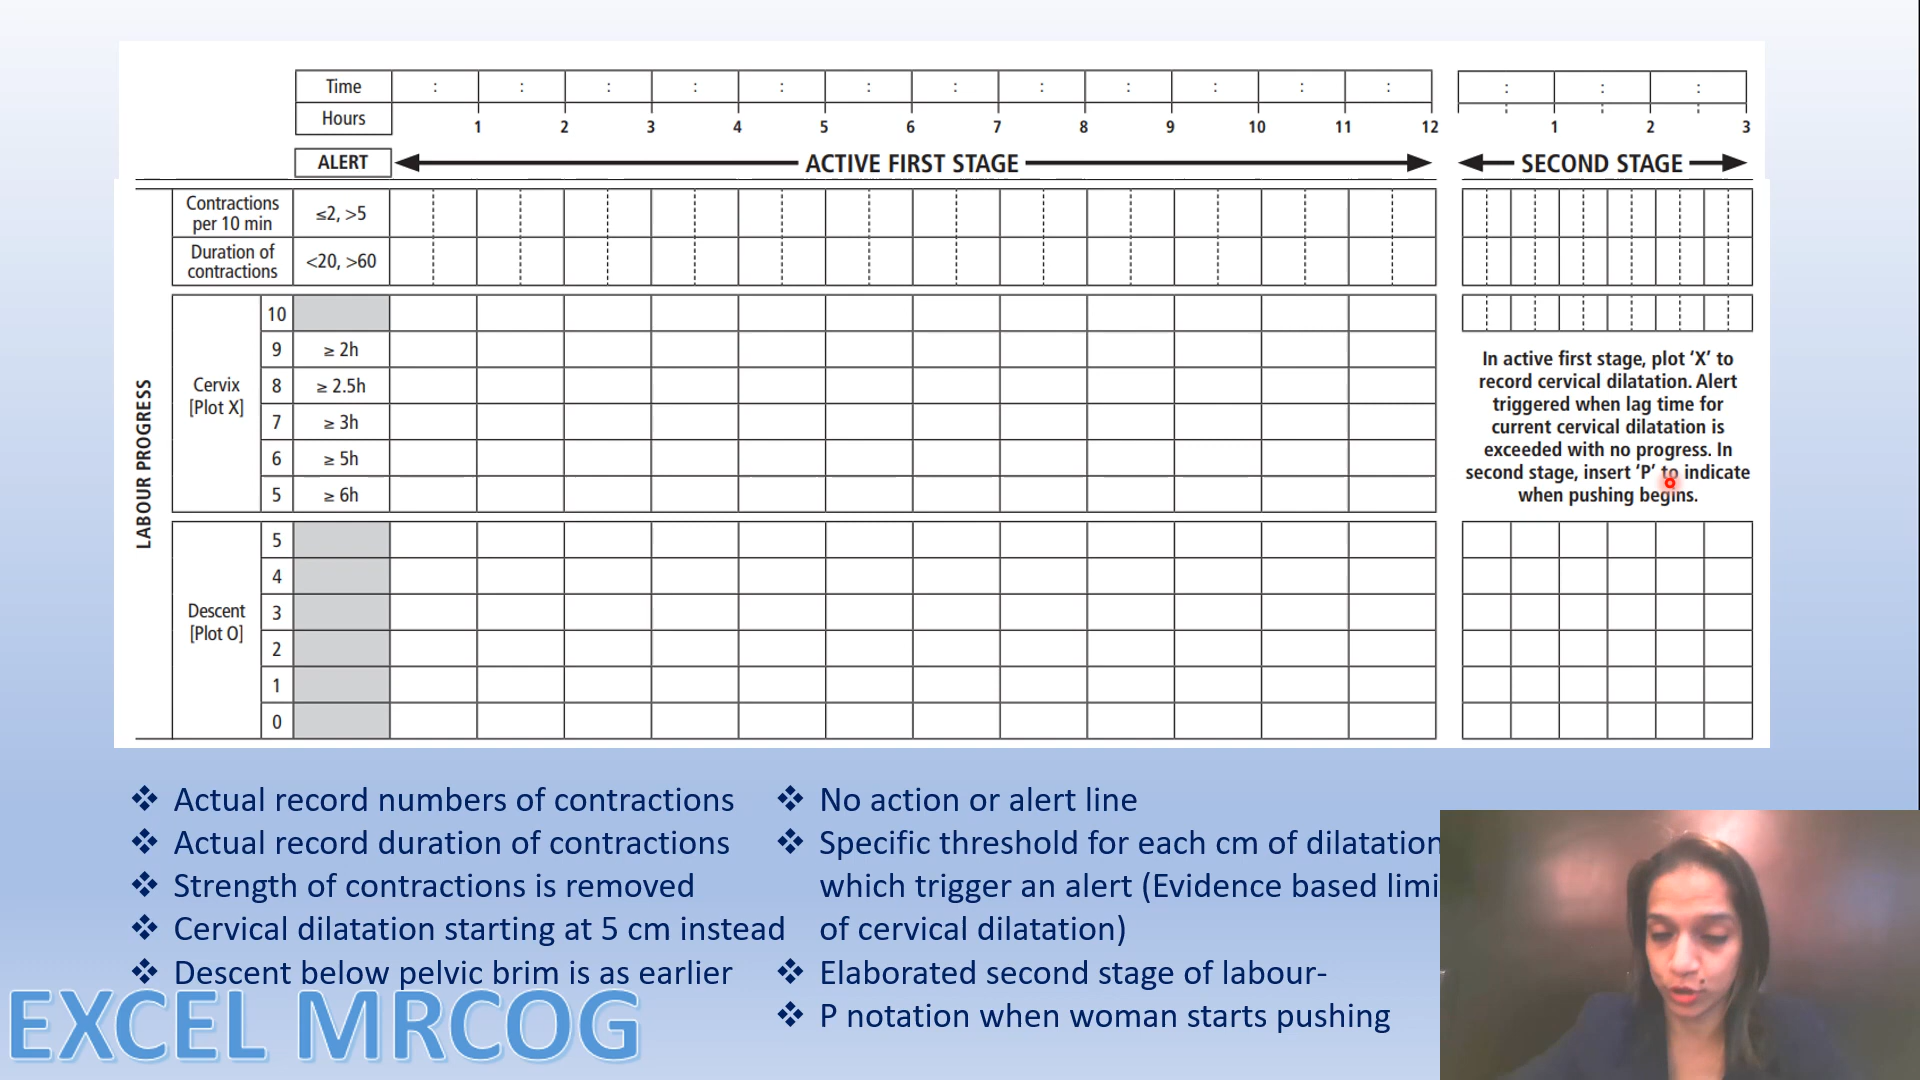 Time : : : : : : : : : : : : : : :
Hours 1 2 3 4 5 6 7 8 9 10 11 12 1 2 3
ALERT ACTIVE FIRST STAGE SECOND STAGE
LABOUR PROGRESS
Contractions
per 10 min
≤2, >5
Duration of
contractions
<20, >60
Cervix
[Plot X]
10
9 ≥ 2h
8 ≥ 2.5h
7 ≥ 3h
6 ≥ 5h
5 ≥ 6h
In active first stage, plot ‘X’ to
record cervical dilatation. Alert
triggered when lag time for
current cervical dilatation is
exceeded with no progress. In
second stage, insert ‘P’ to indicate
when pushing begins.
Descent
[Plot O]
5
4
3
2
1
0
❖ Actual record numbers of contractions
❖ Actual record duration of contractions
❖ Strength of contractions is removed
❖ Cervical dilatation starting at 5 cm instead
❖ Descent below pelvic brim is as earlier
❖ No action or alert line
❖ Specific threshold for each cm of dilatation
which trigger an alert (Evidence based limi
of cervical dilatation)
❖ Elaborated second stage of labour-
❖ P notation when woman starts pushing
EXCEL MRCOG